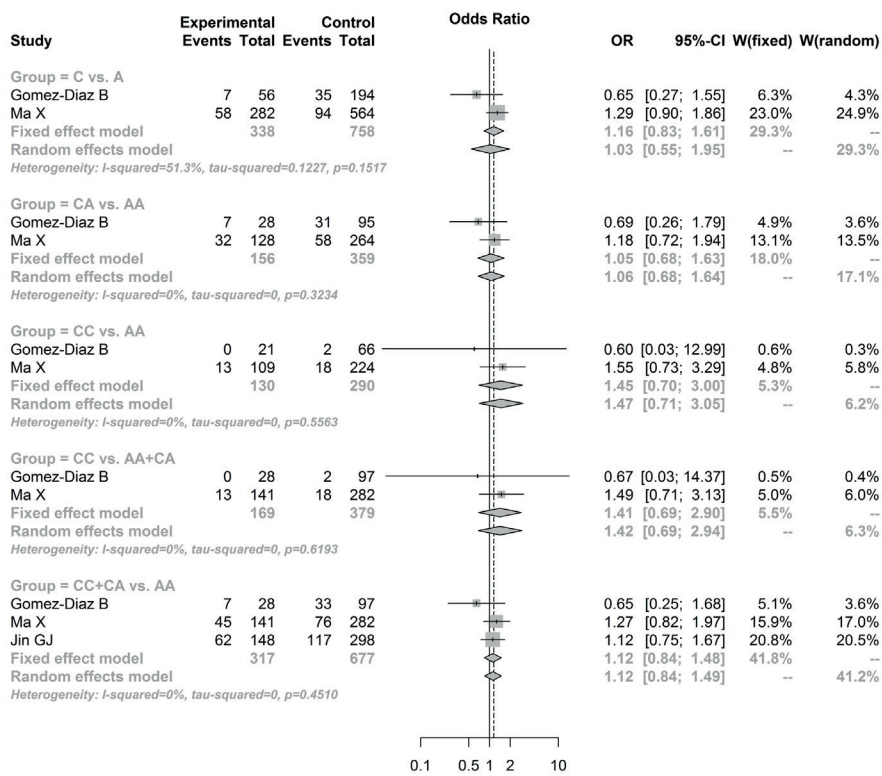 Experimental Control Odds Ratio
Study Events Total Events Total OR 95%-CI W(fixed) W(random)
Group = C vs. A
Gomez-Diaz B 7 56 35 194 0.65 [0.27; 1.55] 6.3% 4.3%
Ma X 58 282 94 564 1.29 [0.90; 1.86] 23.0% 24.9%
Fixed effect model 338 758 1.16 [0.83; 1.61] 29.3% --
Random effects model 1.03 [0.55; 1.95] -- 29.3%
Heterogeneity: I-squared=51.3%, tau-squared=0.1227, p=0.1517
Group = CA vs. AA
Gomez-Diaz B 7 28 31 95 0.69 [0.26; 1.79] 4.9% 3.6%
Ma X 32 128 58 264 1.18 [0.72; 1.94] 13.1% 13.5%
Fixed effect model 156 359 1.05 [0.68; 1.63] 18.0% --
Random effects model 1.06 [0.68; 1.64] -- 17.1%
Heterogeneity: I-squared=0%, tau-squared=0, p=0.3234
Group = CC vs. AA
Gomez-Diaz B 0 21 2 66 0.60 [0.03; 12.99] 0.6% 0.3%
Ma X 13 109 18 224 1.55 [0.73; 3.29] 4.8% 5.8%
Fixed effect model 130 290 1.45 [0.70; 3.00] 5.3% --
Random effects model 1.47 [0.71; 3.05] -- 6.2%
Heterogeneity: I-squared=0%, tau-squared=0, p=0.5563
Group = CC vs. AA+CA
Gomez-Diaz B 0 28 2 97 0.67 [0.03; 14.37] 0.5% 0.4%
Ma X 13 141 18 282 1.49 [0.71; 3.13] 5.0% 6.0%
Fixed effect model 169 379 1.41 [0.69; 2.90] 5.5% --
Random effects model 1.42 [0.69; 2.94] -- 6.3%
Heterogeneity: I-squared=0%, tau-squared=0, p=0.6193
Group = CC+CA vs. AA
Gomez-Diaz B 7 28 33 97 0.65 [0.25; 1.68] 5.1% 3.6%
Ma X 45 141 76 282 1.27 [0.82; 1.97] 15.9% 17.0%
Jin GJ 62 148 117 298 1.12 [0.75; 1.67] 20.8% 20.5%
Fixed effect model 317 677 1.12 [0.84; 1.48] 41.8% --
Random effects model 1.12 [0.84; 1.49] -- 41.2%
Heterogeneity: I-squared=0%, tau-squared=0, p=0.4510
0.1 0.5 1 2 10